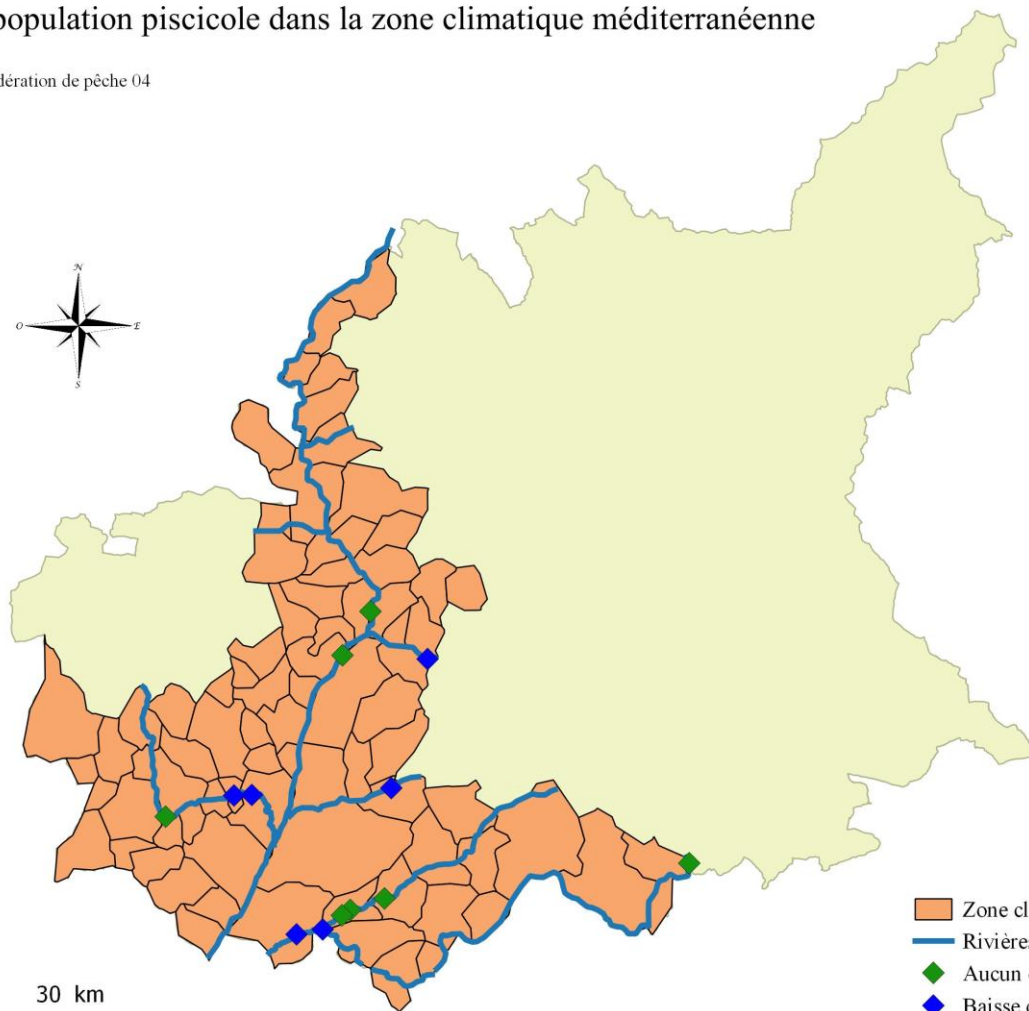 population piscicole dans la zone climatique méditerranéenne
dération de pêche 04
N
O
E
S
Zone cl
Rivière
Aucun
Baisse
30 km